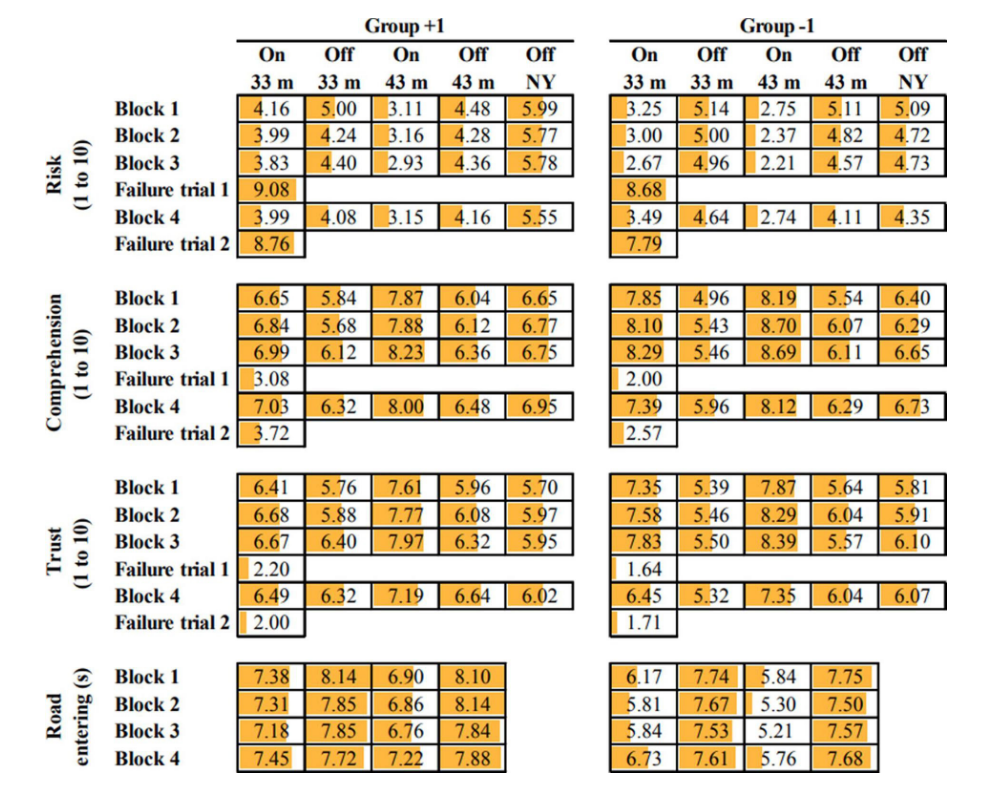 Group +1 Group -1
On Off On Off Off On Off On Off Off
33 m 33 m 43 m 43 m NY 33 m 33 m 43 m 43 m NY
Risk
(1 to 10)
Block 1 4.16 5.00 3.11 4.48 5.99 3.25 5.14 2.75 5.11 5.09
Block 2 3.99 4.24 3.16 4.28 5.77 3.00 5.00 2.37 4.82 4.72
Block 3 3.83 4.40 2.93 4.36 5.78 2.67 4.96 2.21 4.57 4.73
Failure trial 1 9.08 8.68
Block 4 3.99 4.08 3.15 4.16 5.55 3.49 4.64 2.74 4.11 4.35
Failure trial 2 8.76 7.79
Comprehension
(1 to 10)
Block 1 6.65 5.84 7.87 6.04 6.65 7.85 4.96 8.19 5.54 6.40
Block 2 6.84 5.68 7.88 6.12 6.77 8.10 5.43 8.70 6.07 6.29
Block 3 6.99 6.12 8.23 6.36 6.75 8.29 5.46 8.69 6.11 6.65
Failure trial 1 3.08 2.00
Block 4 7.03 6.32 8.00 6.48 6.95 7.39 5.96 8.12 6.29 6.73
Failure trial 2 3.72 2.57
Trust
(1 to 10)
Block 1 6.41 5.76 7.61 5.96 5.70 7.35 5.39 7.87 5.64 5.81
Block 2 6.68 5.88 7.77 6.08 5.97 7.58 5.46 8.29 6.04 5.91
Block 3 6.67 6.40 7.97 6.32 5.95 7.83 5.50 8.39 5.57 6.10
Failure trial 1 2.20 1.64
Block 4 6.49 6.32 7.19 6.64 6.02 6.45 5.32 7.35 6.04 6.07
Failure trial 2 2.00 1.71
Road
entering (s)
Block 1 7.38 8.14 6.90 8.10 6.17 7.74 5.84 7.75
Block 2 7.31 7.85 6.86 8.14 5.81 7.67 5.30 7.50
Block 3 7.18 7.85 6.76 7.84 5.84 7.53 5.21 7.57
Block 4 7.45 7.72 7.22 7.88 6.73 7.61 5.76 7.68